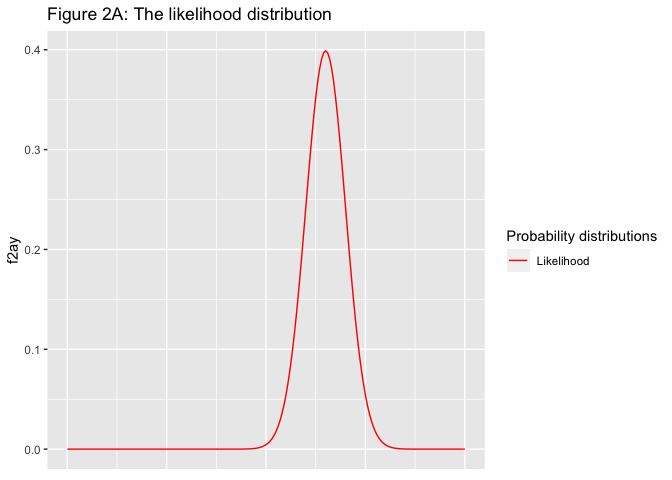 Figure 2A: The likelihood distribution
0.4
0.3
0.2
0.1
0.0
f2ay
Probability distributions
Likelihood